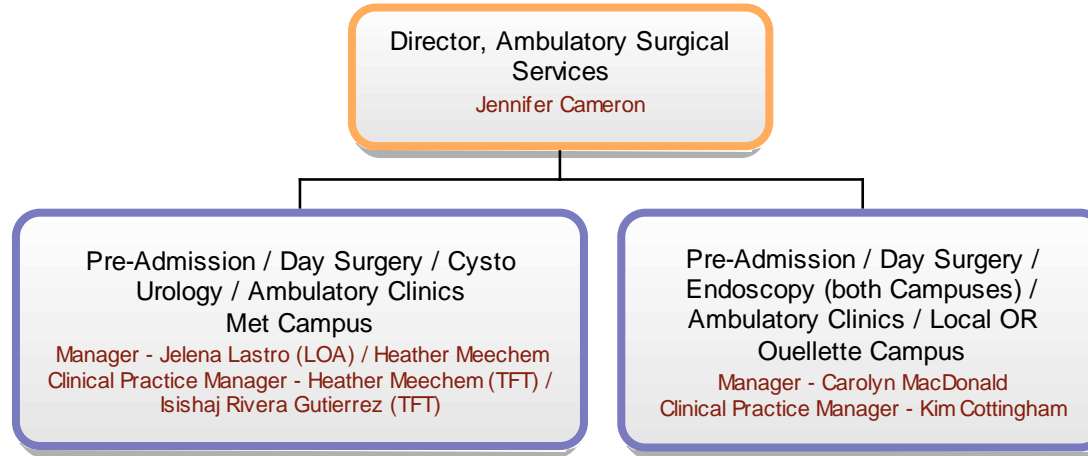 Director, Ambulatory Surgical
Services
Jennifer Cameron
Pre-Admission / Day Surgery / Cysto
Urology / Ambulatory Clinics
Met Campus
Manager - Jelena Lastro (LOA) / Heather Meechem
Clinical Practice Manager - Heather Meechem (TFT) /
Isishaj Rivera Gutierrez (TFT)
Pre-Admission / Day Surgery /
Endoscopy (both Campuses) /
Ambulatory Clinics / Local OR
Ouellette Campus
Manager - Carolyn MacDonald
Clinical Practice Manager - Kim Cottingham